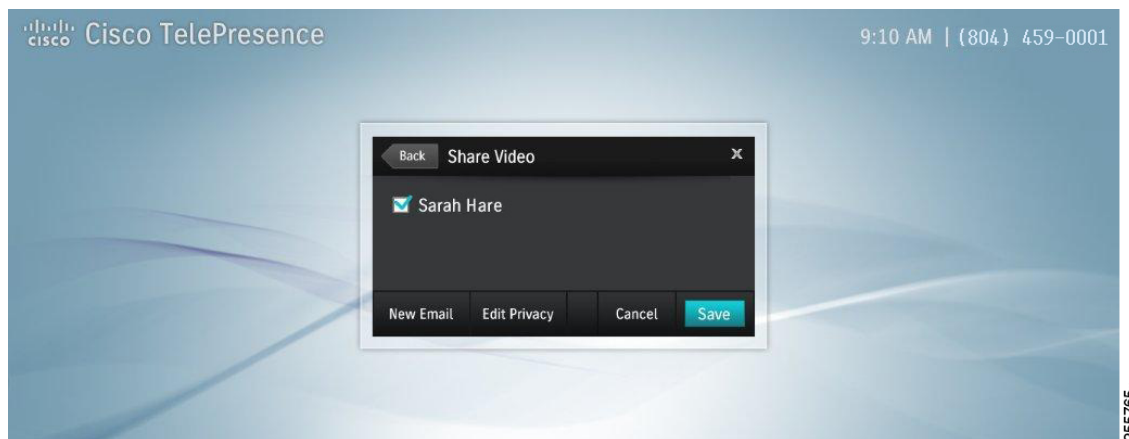 CISCO Cisco TelePresence
9:10 AM | (804) 459-0001
Back Share Video x
Sarah Hare
New Email Edit Privacy Cancel Save